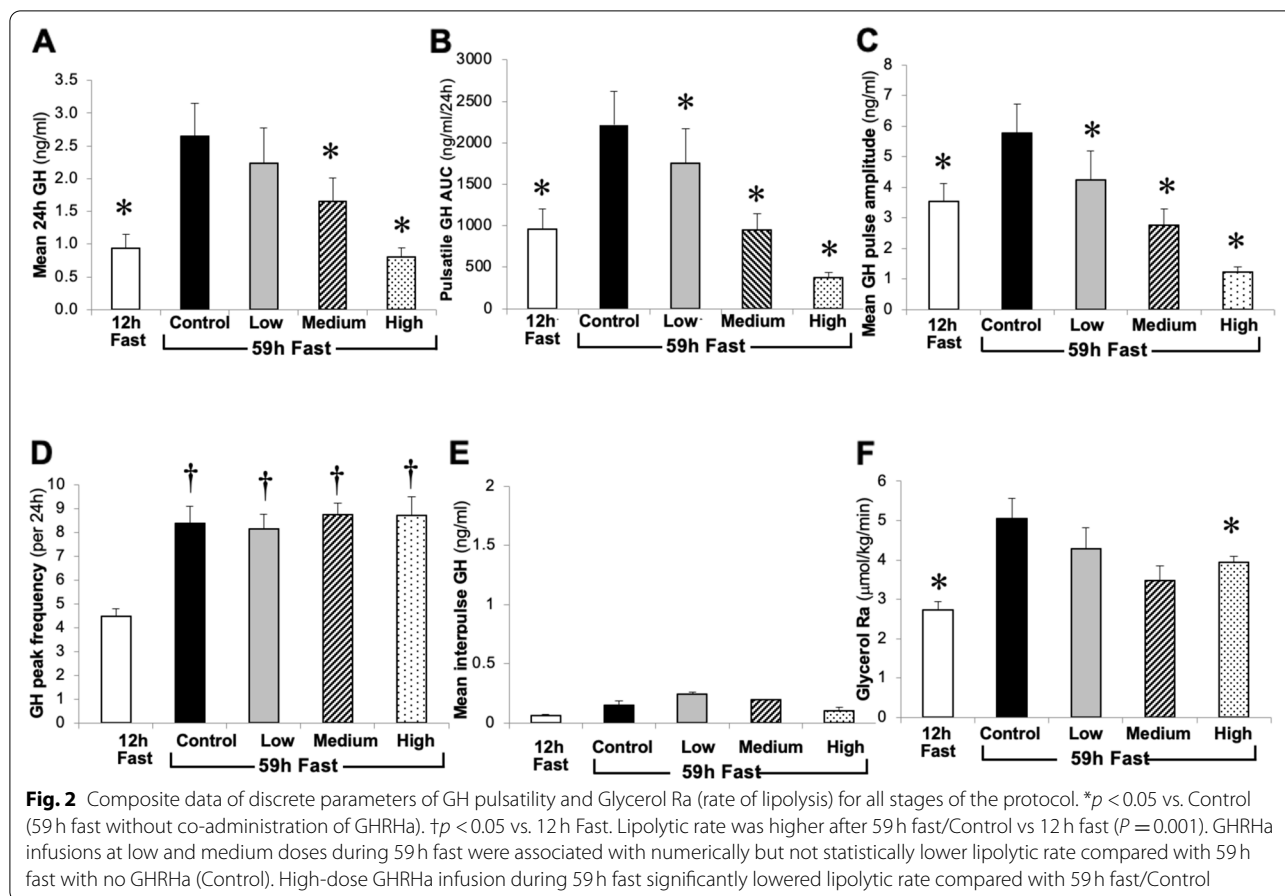 A
Mean 24h GH (ng/ml)
3.5
3.0
2.5
2.0
1.5
1.0
0.5
0.0
*
*
*
12h Control Low Medium High
Fast
59h Fast
B
Pulsatile GH AUC (ng/ml/24h)
2500
2000
1500
1000
500
0
*
*
*
*
12h Control Low Medium High
Fast
59h Fast
C
Mean GH pulse amplitude (ng/ml)
8
7
6
5
4
3
2
1
0
*
*
*
*
12h Control Low Medium High
Fast
59h Fast
D
GH peak frequency (per 24h)
10
9
8
7
6
5
4
3
2
1
0
† † † †
12h Control Low Medium High
Fast
59h Fast
E
Mean interpulse GH (ng/ml)
2
1.5
1
0.5
0
12h Control Low Medium High
Fast
59h Fast
F
Glycerol Ra (µmol/kg/min)
6
5
4
3
2
1
0
*
*
12h Control Low Medium High
Fast
59h Fast
Fig. 2 Composite data of discrete parameters of GH pulsatility and Glycerol Ra (rate of lipolysis) for all stages of the protocol. *p < 0.05 vs. Control
(59 h fast without co-administration of GHRHa). †p < 0.05 vs. 12 h Fast. Lipolytic rate was higher after 59 h fast/Control vs 12 h fast (P = 0.001). GHRHa
infusions at low and medium doses during 59 h fast were associated with numerically but not statistically lower lipolytic rate compared with 59 h
fast with no GHRHa (Control). High-dose GHRHa infusion during 59 h fast significantly lowered lipolytic rate compared with 59 h fast/Control